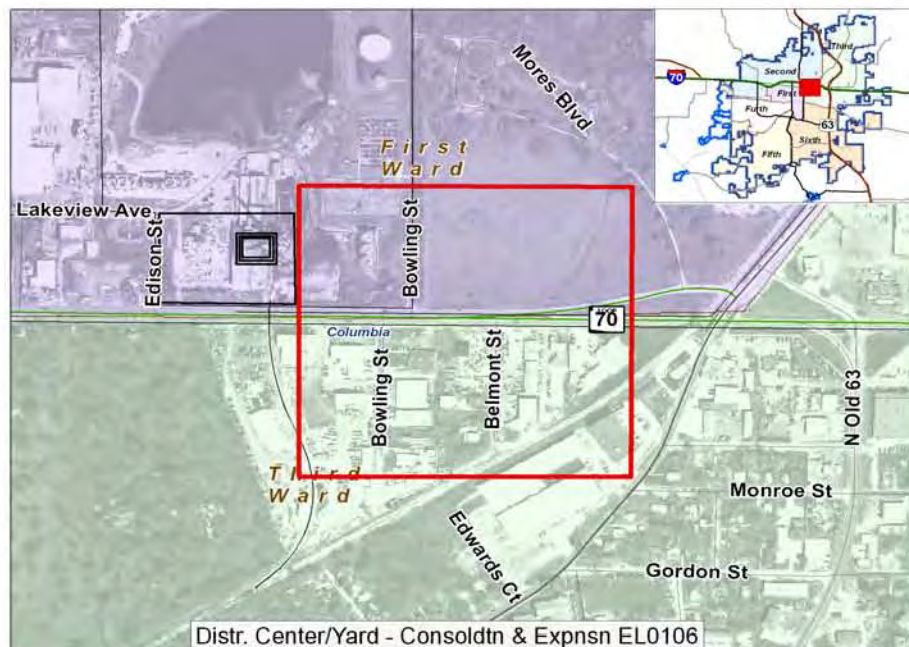 Mores Blvd
First
Ward
Lakeview Ave
Edison St
Bowling St
70
Columbia
Bowling St
Belmont St
N Old 63
Third
Ward
Monroe St
Edwards Ct
Gordon St
Third
Second
70
First
Furth
63
Sixth
Fifth
Distr. Center/Yard - Consoldtn & Expnsn EL0106